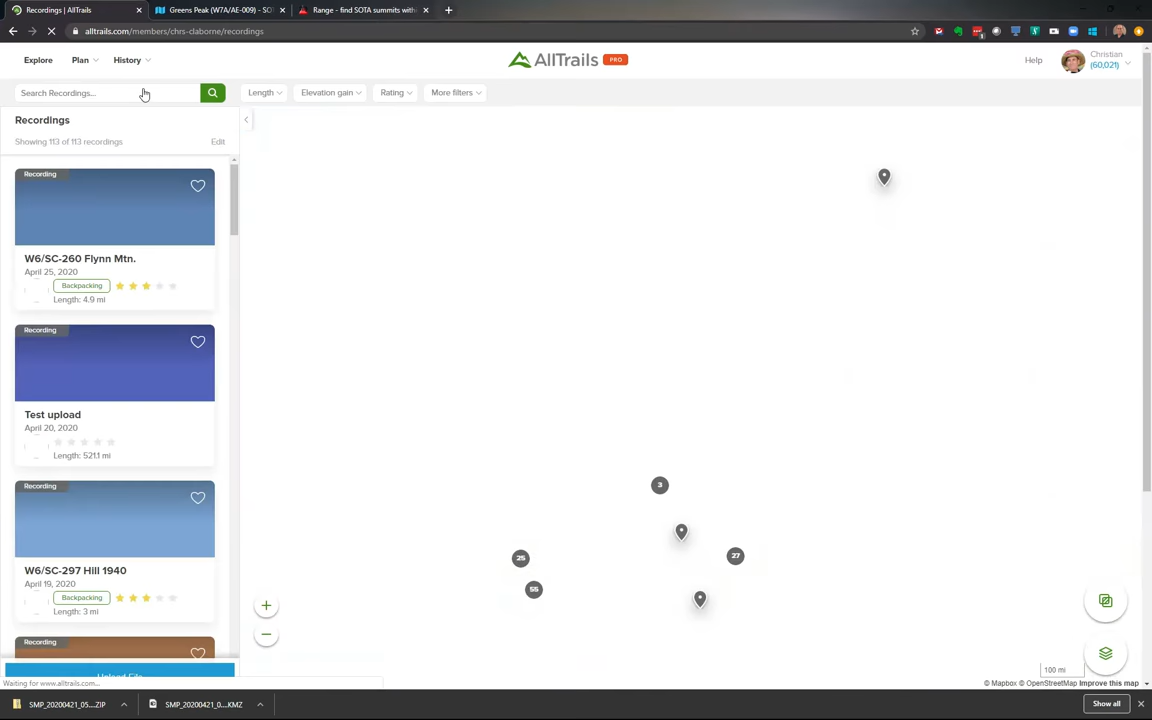 Recordings | AllTrails
Greens Peak (W7A/AE-009) - SO
Range - find SOTA summits with
alltrails.com/members/chrs-claborne/recordings
Explore
Plan
History
AllTrails
PRO
Help
Christian
(60,021)
Search Recordings...
Length
Elevation gain
Rating
More filters
Recordings
Showing 113 of 113 recordings
Edit
Recording
W6/SC-260 Flynn Mtn.
April 25, 2020
Backpacking
Length: 4.9 mi
Recording
Test upload
April 20, 2020
Length: 521.1 mi
Recording
W6/SC-297 Hill 1940
April 19, 2020
Backpacking
Length: 3 mi
Recording
Upload File
3
25
27
55
100 mi
© Mapbox © OpenStreetMap Improve this map
Waiting for www.alltrails.com...
SMP_20200421_05....ZIP
SMP_20200421_0....KMZ
Show all